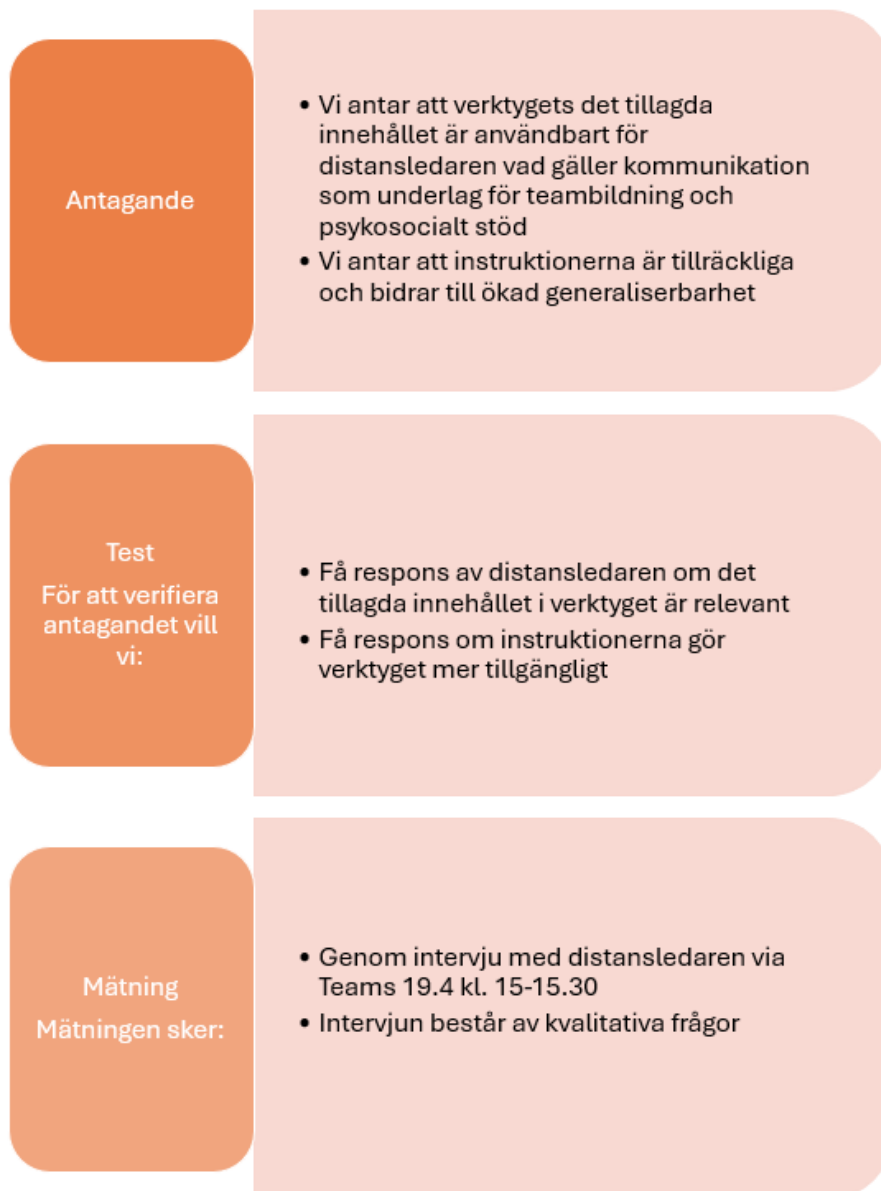 Antagande
• Vi antar att verktygets det tillagda
innehållet är användbart för
distansledaren vad gäller kommunikation
som underlag för teambildning och
psykosocialt stöd
• Vi antar att instruktionerna är tillräckliga
och bidrar till ökad generaliserbarhet
Test
För att verifiera
antagandet vill
vi:
• Få respons av distansledaren om det
tillagda innehållet i verktyget är relevant
• Få respons om instruktionerna gör
verktyget mer tillgängligt
Mätning
Mätningen sker:
• Genom intervju med distansledaren via
Teams 19.4 kl. 15-15.30
• Intervjun består av kvalitativa frågor